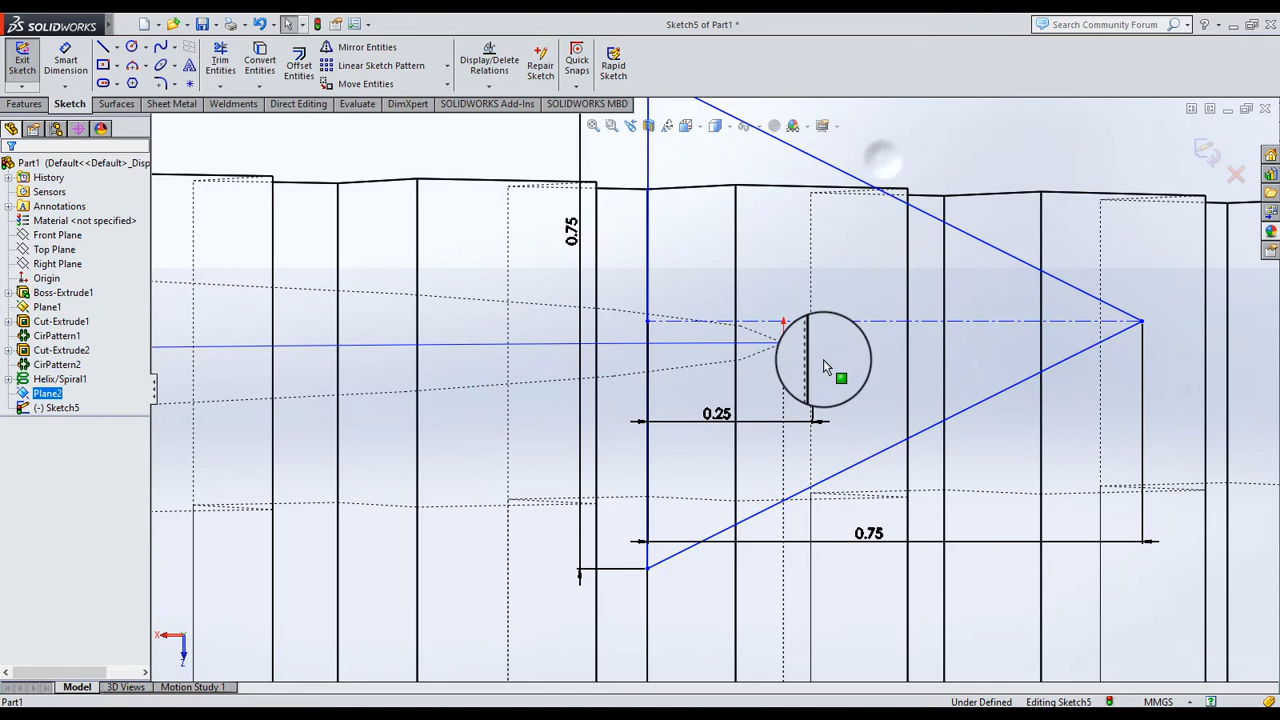 SOLIDWORKS
Sketch5 of Part1 *
Search Community Forum
Exit Sketch
Smart Dimension
Trim Entities
Convert Entities
Offset Entities
Mirror Entities
Linear Sketch Pattern
Move Entities
Display/Delete Relations
Repair Sketch
Quick Snaps
Rapid Sketch
Features
Sketch
Surfaces
Sheet Metal
Weldments
Direct Editing
Evaluate
DimXpert
SOLIDWORKS Add-Ins
SOLIDWORKS MBD
Part1 (Default<<Default>_Disp
History
Sensors
Annotations
Material <not specified>
Front Plane
Top Plane
Right Plane
Origin
Boss-Extrude1
Plane1
Cut-Extrude1
CirPattern1
Cut-Extrude2
CirPattern2
Helix/Spiral1
Plane2
(-) Sketch5
0.75
0.25
0.75
X
Z
Model
3D Views
Motion Study 1
Part1
Under Defined
Editing Sketch5
MMGS